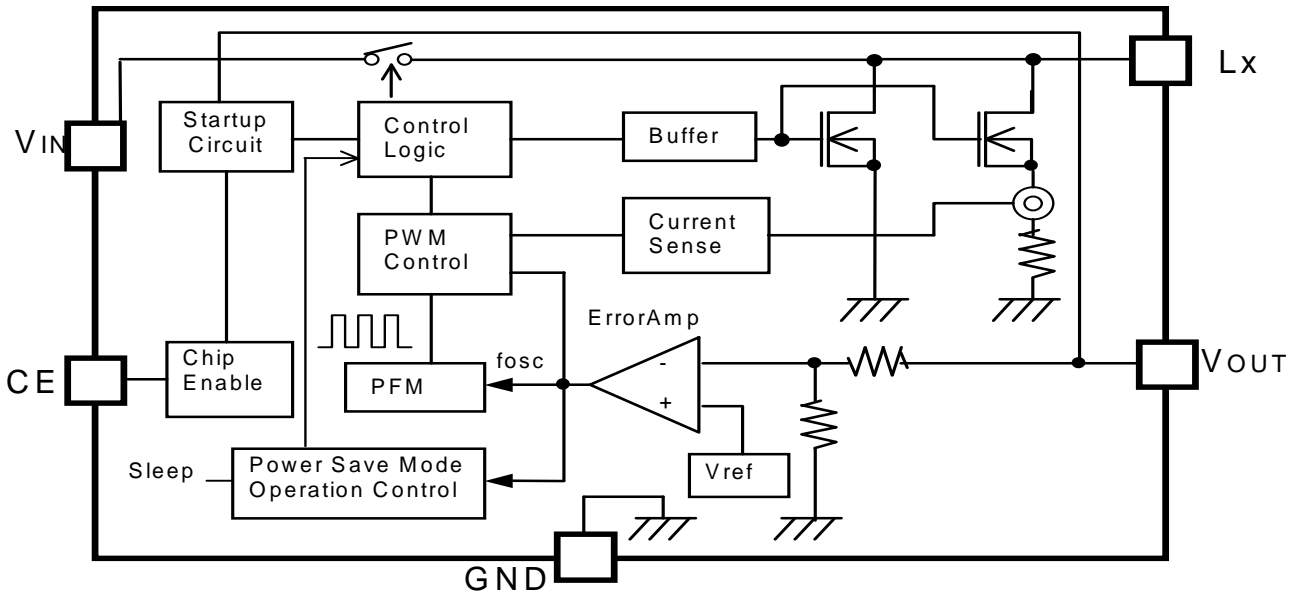 Lx
Startup
Circuit
Control
Logic
Buffer
VIN
PWM
Control
Current
Sense
ErrorAmp
fosc
-
+
VOUT
Chip
Enable
CE
PFM
Sleep
Power Save Mode
Operation Control
Vref
GND